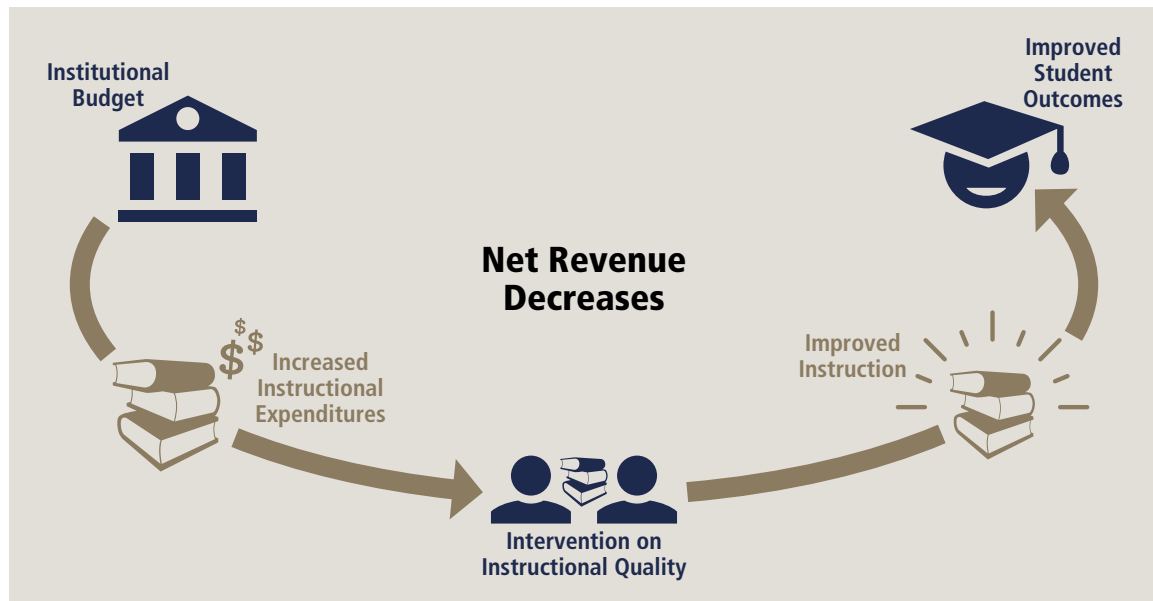 Institutional
Budget
Improved
Student
Outcomes
Net Revenue
Decreases
$
$
$
Increased
Instructional
Expenditures
Improved
Instruction
Intervention on
Instructional Quality